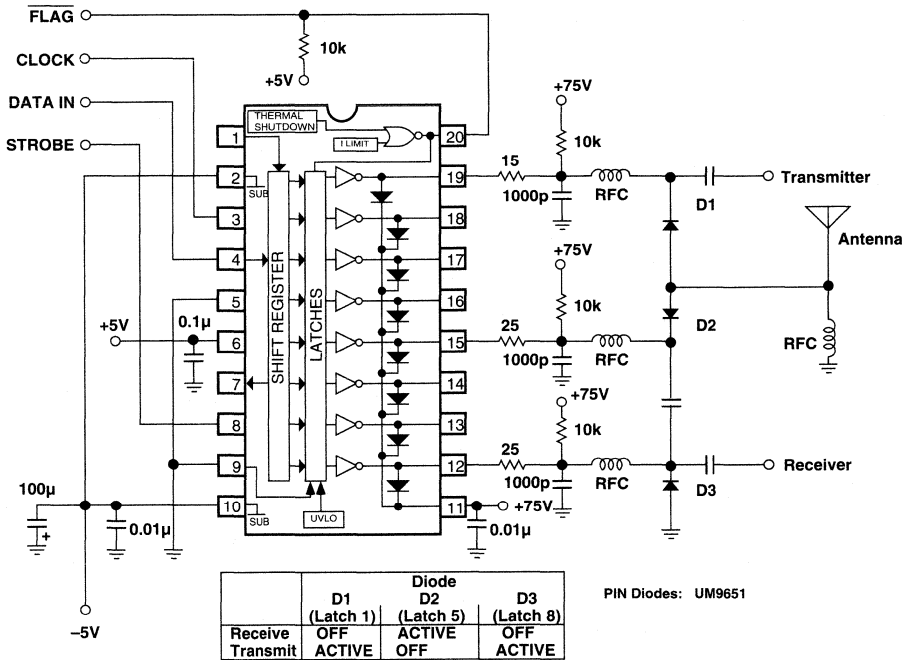 FLAG
10k
CLOCK
+5V
+75V
DATA IN
THERMAL
SHUTDOWN
10k
STROBE
1
I LIMIT
20
15
2
SUB
19
1000p
RFC
D1
Transmitter
3
18
+75V
Antenna
4
17
10k
5
16
D2
+5V
0.1µ
6
SHIFT REGISTER
LATCHES
15
25
1000p
RFC
RFC
7
14
+75V
8
13
10k
9
12
25
1000p
RFC
D3
Receiver
100µ
+
0.01µ
10
SUB
UVLO
11
+75V
0.01µ
–5V
Diode
D1 D2 D3
(Latch 1) (Latch 5) (Latch 8)
Receive OFF ACTIVE OFF
Transmit ACTIVE OFF ACTIVE
PIN Diodes: UM9651